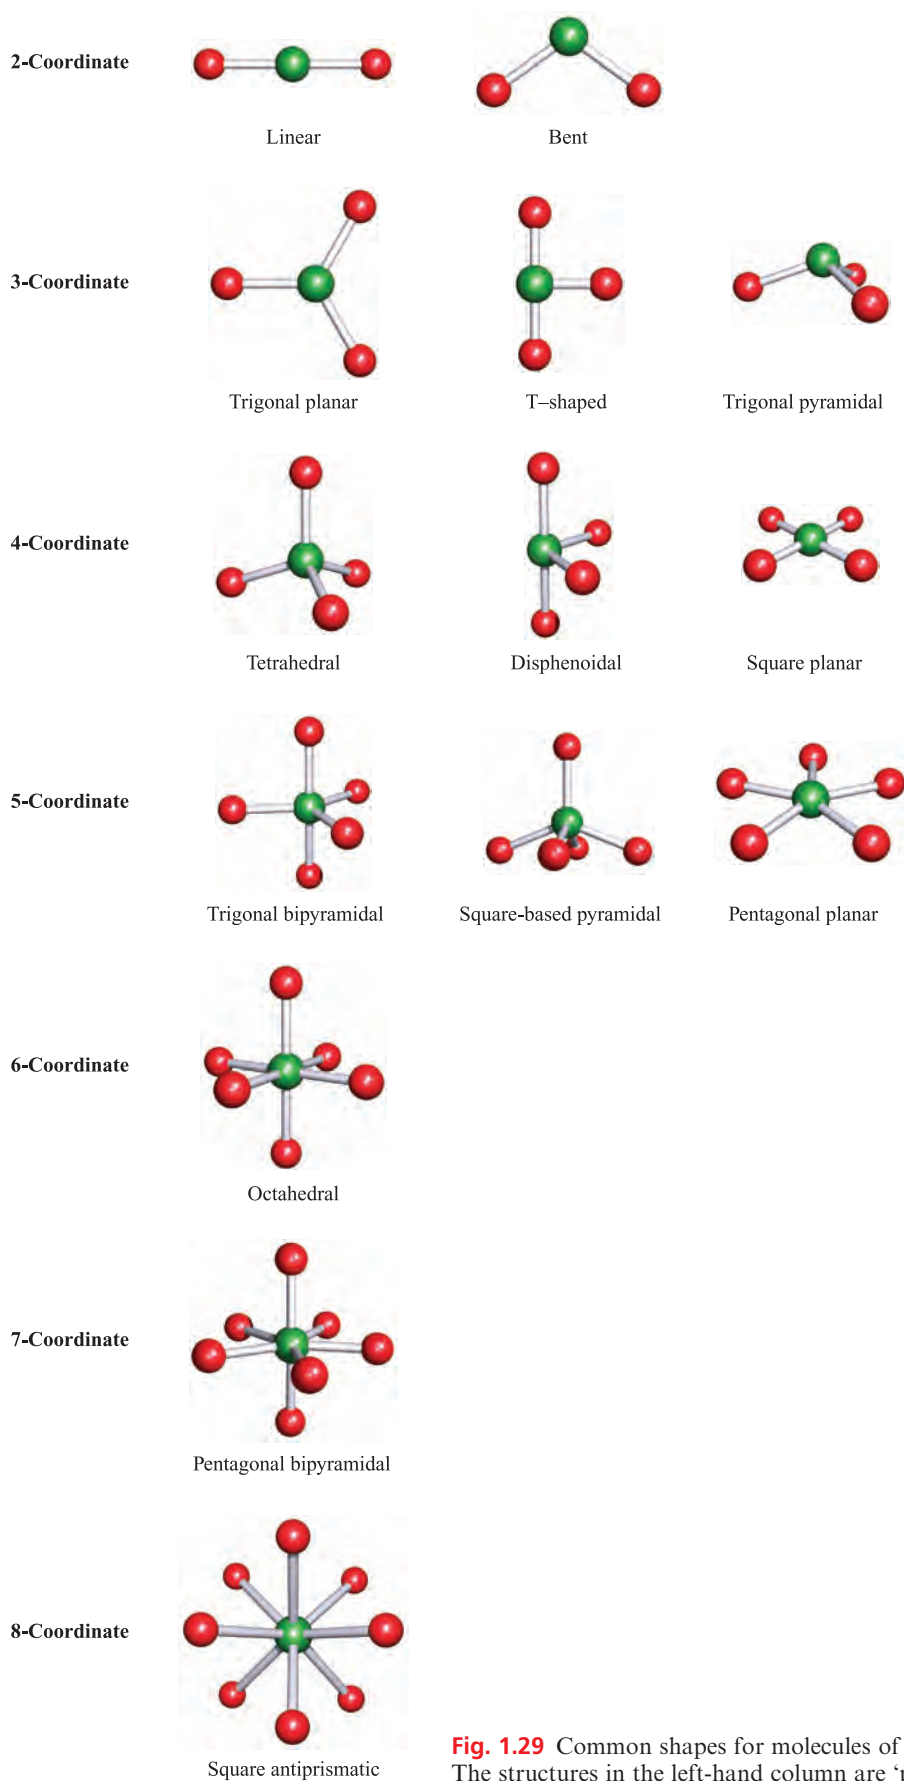 2-Coordinate
Linear
Bent
3-Coordinate
Trigonal planar
T–shaped
Trigonal pyramidal
4-Coordinate
Tetrahedral
Disphenoidal
Square planar
5-Coordinate
Trigonal bipyramidal
Square-based pyramidal
Pentagonal planar
6-Coordinate
Octahedral
7-Coordinate
Pentagonal bipyramidal
8-Coordinate
Square antiprismatic
Fig. 1.29 Common shapes for molecules of
The structures in the left-hand column are